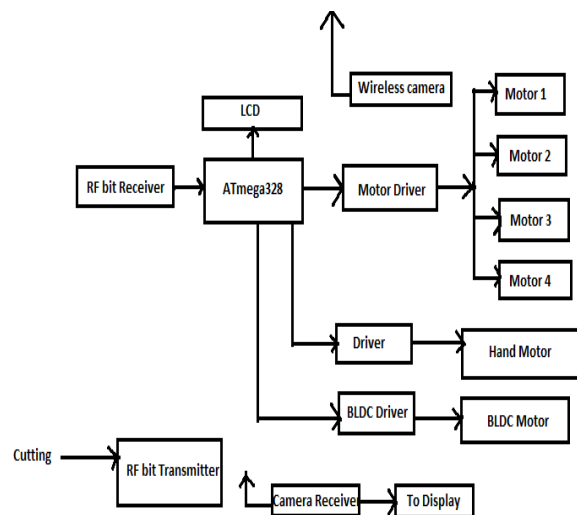 Wireless camera
Motor 1
LCD
Motor 2
RF bit Receiver
ATmega328
Motor Driver
Motor 3
Motor 4
Driver
Hand Motor
BLDC Driver
BLDC Motor
Cutting
RF bit Transmitter
Camera Receiver
To Display